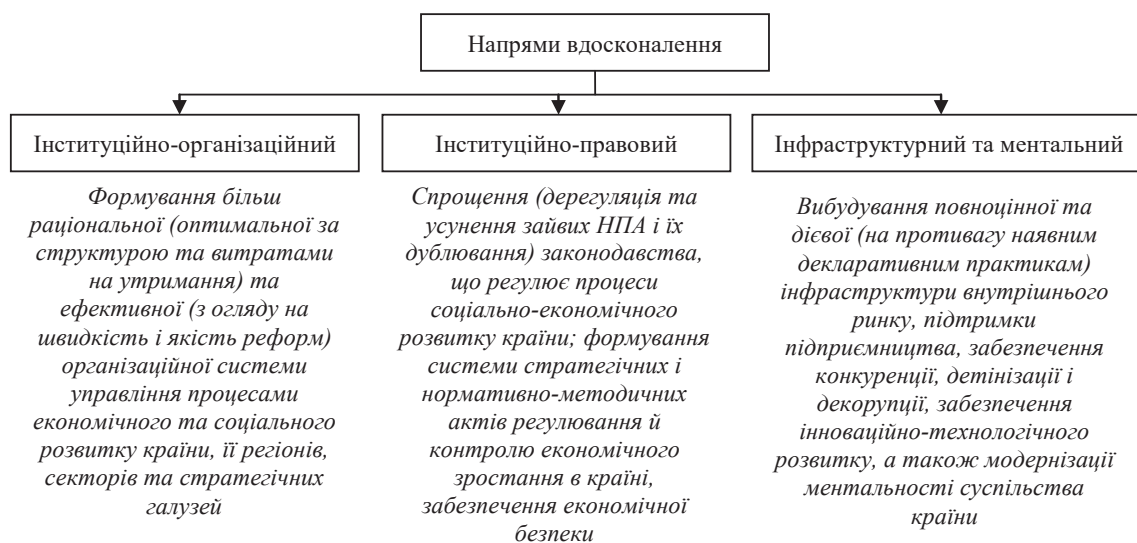 Напрями вдосконалення
Інституційно-організаційний
Формування більш
раціональної (оптимальної за
структурою та витратами
на утримання) та
ефективної (з огляду на
швидкість і якість реформ)
організаційної системи
управління процесами
економічного та соціального
розвитку країни, її регіонів,
секторів та стратегічних
галузей
Інституційно-правовий
Спрощення (дерегуляція та
усунення зайвих НПА і їх
дублювання) законодавства,
що регулює процеси
соціально-економічного
розвитку країни; формування
системи стратегічних і
нормативно-методичних
актів регулювання й
контролю економічного
зростання в країні,
забезпечення економічної
безпеки
Інфраструктурний та ментальний
Вибудування повноцінної та
дієвої (на противагу наявним
декларативним практикам)
інфраструктури внутрішнього
ринку, підтримки
підприємництва, забезпечення
конкуренції, детінізації і
декорупції, забезпечення
інноваційно-технологічного
розвитку, а також модернізації
ментальності суспільства
країни